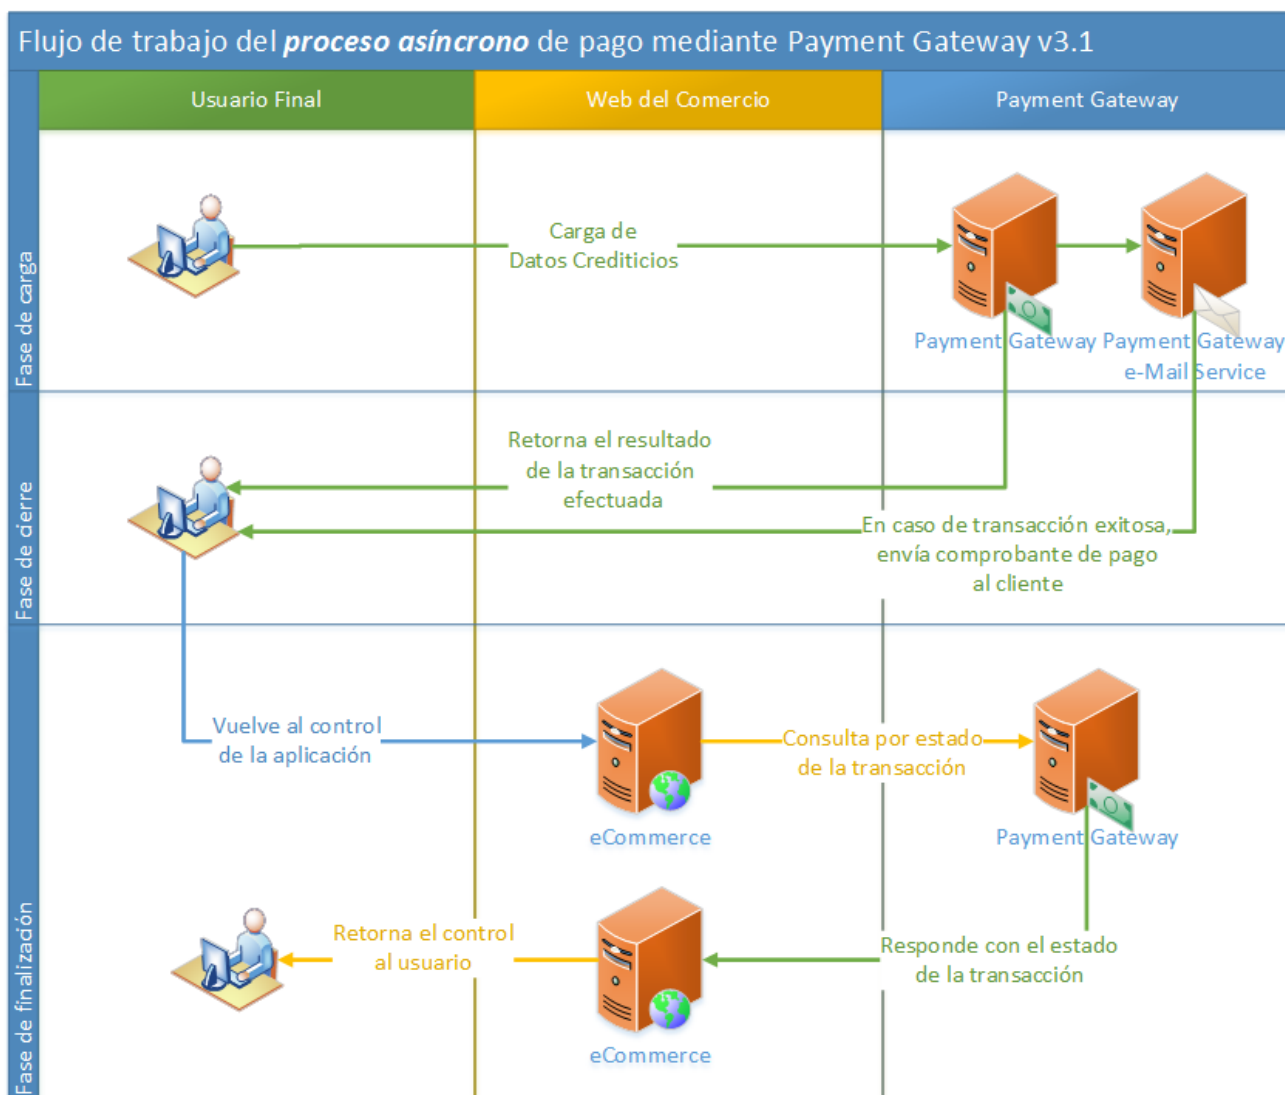 Flujo de trabajo del proceso asíncrono de pago mediante Payment Gateway v3.1
Usuario Final
Web del Comercio
Payment Gateway
Fase de carga
Carga de
Datos Crediticios
Payment Gateway
Payment Gateway
e-Mail Service
Fase de cierre
Retorna el resultado
de la transacción
efectuada
En caso de transacción exitosa,
envía comprobante de pago
al cliente
Fase de finalización
Vuelve al control
de la aplicación
eCommerce
Consulta por estado
de la transacción
Payment Gateway
Retorna el control
al usuario
eCommerce
Responde con el estado
de la transacción